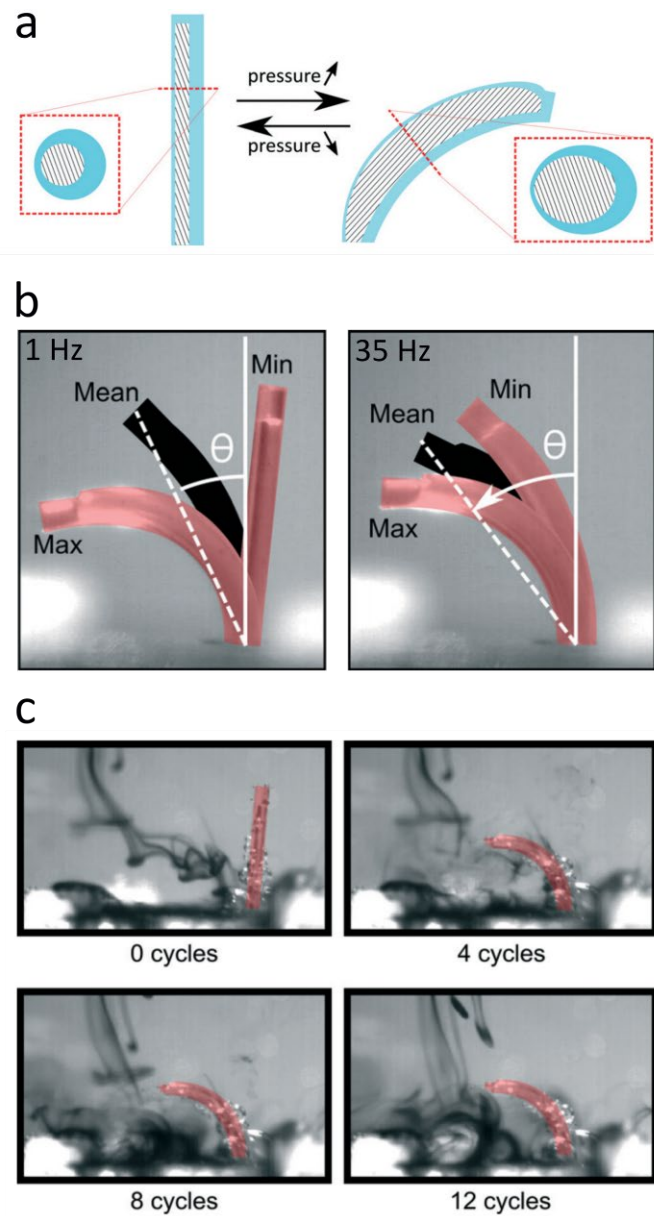 a
pressure
pressure
b
1 Hz
Mean
Min
θ
Max
35 Hz
Min
Mean
θ
Max
c
0 cycles
4 cycles
8 cycles
12 cycles